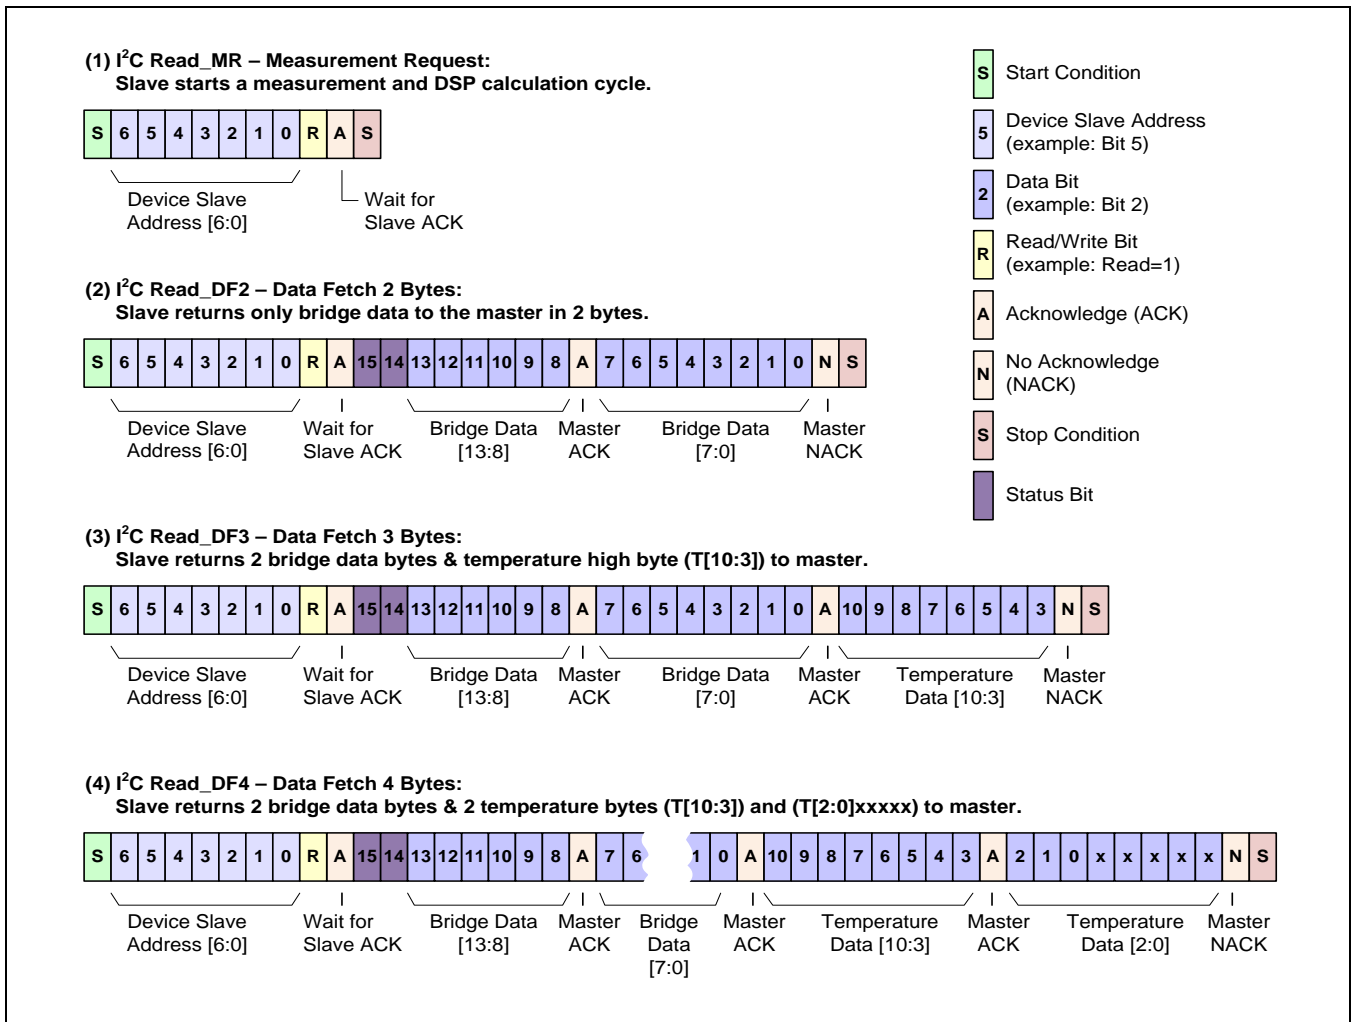 (1) I²C Read_MR – Measurement Request:
Slave starts a measurement and DSP calculation cycle.
S 6 5 4 3 2 1 0 R A S
Device Slave
Address [6:0]
Wait for
Slave ACK
(2) I²C Read_DF2 – Data Fetch 2 Bytes:
Slave returns only bridge data to the master in 2 bytes.
S 6 5 4 3 2 1 0 R A 15 14 13 12 11 10 9 8 A 7 6 5 4 3 2 1 0 N S
Device Slave
Address [6:0]
Wait for
Slave ACK
Bridge Data
[13:8]
Master
ACK
Bridge Data
[7:0]
Master
NACK
(3) I²C Read_DF3 – Data Fetch 3 Bytes:
Slave returns 2 bridge data bytes & temperature high byte (T[10:3]) to master.
S 6 5 4 3 2 1 0 R A 15 14 13 12 11 10 9 8 A 7 6 5 4 3 2 1 0 A 10 9 8 7 6 5 4 3 N S
Device Slave
Address [6:0]
Wait for
Slave ACK
Bridge Data
[13:8]
Master
ACK
Bridge Data
[7:0]
Master
ACK
Temperature
Data [10:3]
Master
NACK
(4) I²C Read_DF4 – Data Fetch 4 Bytes:
Slave returns 2 bridge data bytes & 2 temperature bytes (T[10:3]) and (T[2:0]xxxxx) to master.
S 6 5 4 3 2 1 0 R A 15 14 13 12 11 10 9 8 A 7 6 1 0 A 10 9 8 7 6 5 4 3 A 2 1 0 x x x x x N S
Device Slave
Address [6:0]
Wait for
Slave ACK
Bridge Data
[13:8]
Master
ACK
Bridge
Data
[7:0]
Master
ACK
Temperature
Data [10:3]
Master
ACK
Temperature
Data [2:0]
Master
NACK
S Start Condition
5 Device Slave Address
(example: Bit 5)
2 Data Bit
(example: Bit 2)
R Read/Write Bit
(example: Read=1)
A Acknowledge (ACK)
N No Acknowledge
(NACK)
S Stop Condition
Status Bit